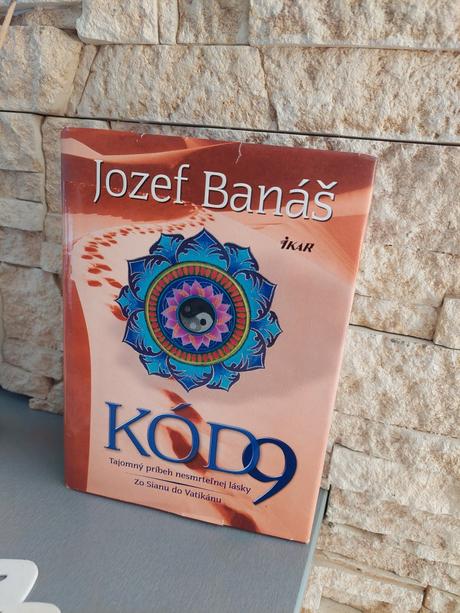 Jozef Banáš
IKAR
KÓD9
Tajomný príbeh nesmrteľnej lásky
Zo Sianu do Vatikánu